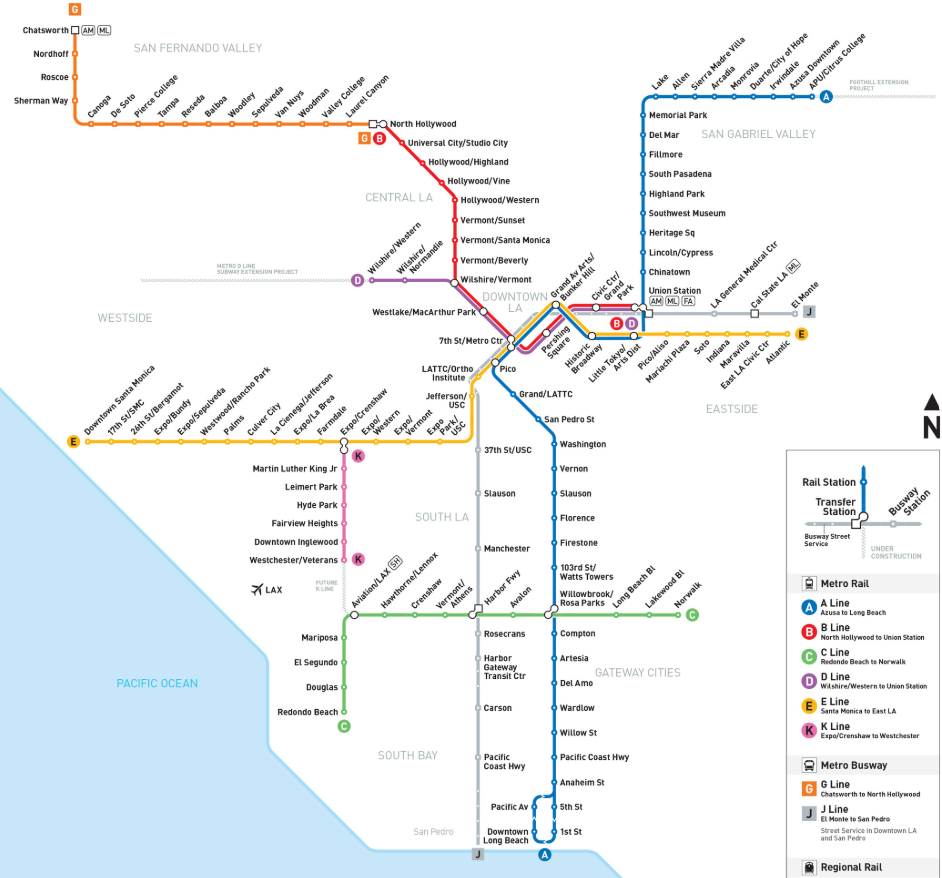 G
Chatsworth
AM ML
Nordhoff
Roscoe
Sherman Way
SAN FERNANDO VALLEY
Canoga
De Soto
Pierce College
Tampa
Reseda
Balboa
Woodley
Sepulveda
Van Nuys
Woodman
Valley College
Laurel Canyon
North Hollywood
G B
Universal City/Studio City
Hollywood/Highland
Hollywood/Vine
CENTRAL LA
Hollywood/Western
Vermont/Sunset
Vermont/Santa Monica
Vermont/Beverly
Wilshire/Vermont
METRO D LINE
SUBWAY EXTENSION PROJECT
D
Wilshire/Western
Wilshire/
Normandie
WESTSIDE
Westlake/MacArthur Park
7th St/Metro Ctr
DOWNTOWN
LA
Grand Av Arts/
Bunker Hill
Civic Ctr/
Grand
Park
Pershing
Square
Historic
Broadway
Little Tokyo/
Arts Dist
B D
Lake
Allen
Sierra Madre Villa
Arcadia
Monrovia
Duarte/City of Hope
Irwindale
Azusa Downtown
APU/Citrus College
A
FOOTHILL EXTENSION
PROJECT
Memorial Park
Del Mar
SAN GABRIEL VALLEY
Fillmore
South Pasadena
Highland Park
Southwest Museum
Heritage Sq
Lincoln/Cypress
Chinatown
Union Station
AM ML FA
LA General Medical Ctr
Cal State LA ML
El Monte
J
Pico/Aliso
Mariachi Plaza
Soto
Indiana
Maravilla
East LA Civic Ctr
Atlantic
E
EASTSIDE
LATTC/Ortho
Institute
Pico
Jefferson/
USC
Grand/LATTC
San Pedro St
E
Downtown Santa Monica
17th St/SMC
26th St/Bergamot
Expo/Bundy
Expo/Sepulveda
Westwood/Rancho Park
Palms
Culver City
La Cienega/Jefferson
Expo/La Brea
Farmdale
Expo/Crenshaw
Expo/
Western
Expo/
Vermont
Expo
Park/
USC
K
Martin Luther King Jr
Leimert Park
Hyde Park
Fairview Heights
Downtown Inglewood
Westchester/Veterans
K
37th St/USC
Slauson
SOUTH LA
Manchester
Washington
Vernon
Slauson
Florence
Firestone
103rd St/
Watts Towers
Willowbrook/
Rosa Parks
LAX
FUTURE
K LINE
Aviation/LAX SH
Hawthorne/Lennox
Crenshaw
Vermont/
Athens
Harbor Fwy
Avalon
Long Beach Bl
Lakewood Bl
Norwalk
C
Mariposa
El Segundo
Douglas
Redondo Beach
C
Rosecrans
Harbor
Gateway
Transit Ctr
Carson
Pacific
Coast Hwy
SOUTH BAY
San Pedro
J
Compton
Artesia
GATEWAY CITIES
Del Amo
Wardlow
Willow St
Pacific Coast Hwy
Anaheim St
Pacific Av
5th St
Downtown
Long Beach
1st St
A
PACIFIC OCEAN
N
Rail Station
Transfer
Station
Busway
Station
Busway Street
Service
UNDER
CONSTRUCTION
Metro Rail
A
A Line
Azusa to Long Beach
B
B Line
North Hollywood to Union Station
C
C Line
Redondo Beach to Norwalk
D
D Line
Wilshire/Western to Union Station
E
E Line
Santa Monica to East LA
K
K Line
Expo/Crenshaw to Westchester
Metro Busway
G
G Line
Chatsworth to North Hollywood
J
J Line
El Monte to San Pedro
Street Service in Downtown LA
and San Pedro
Regional Rail